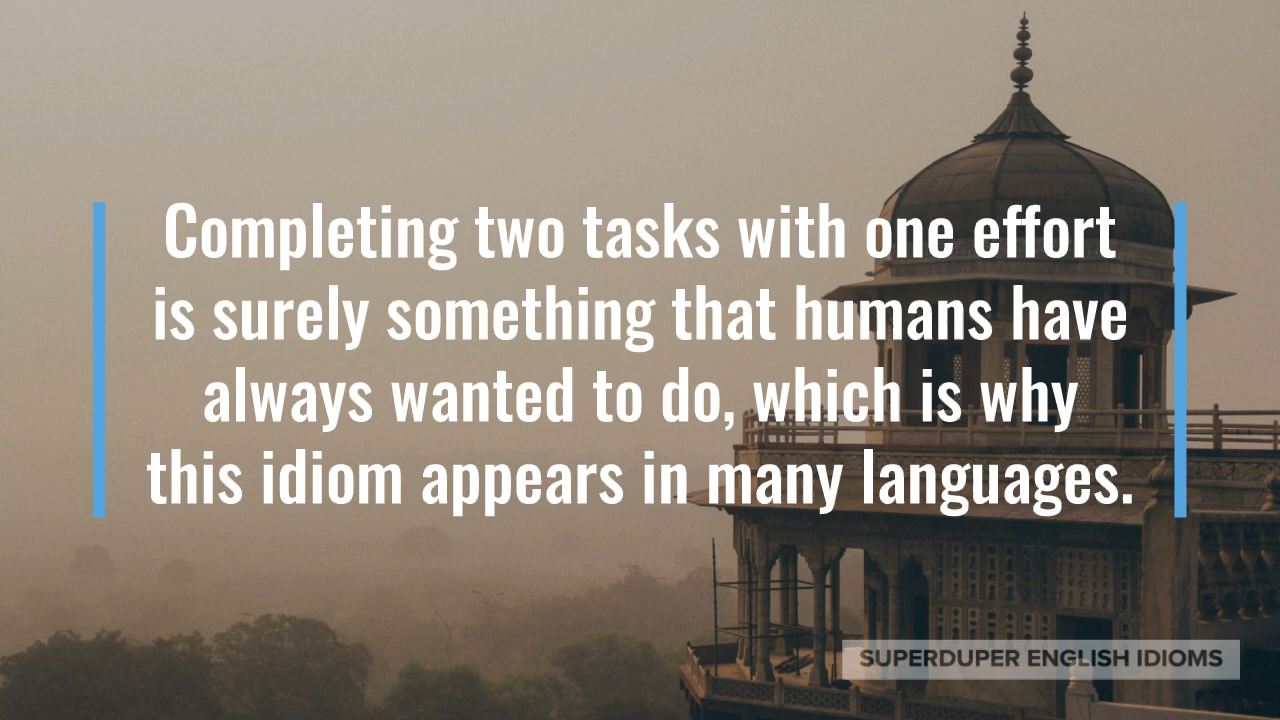 Completing two tasks with one effort
is surely something that humans have
always wanted to do, which is why
this idiom appears in many languages.
SUPERDUPER ENGLISH IDIOMS